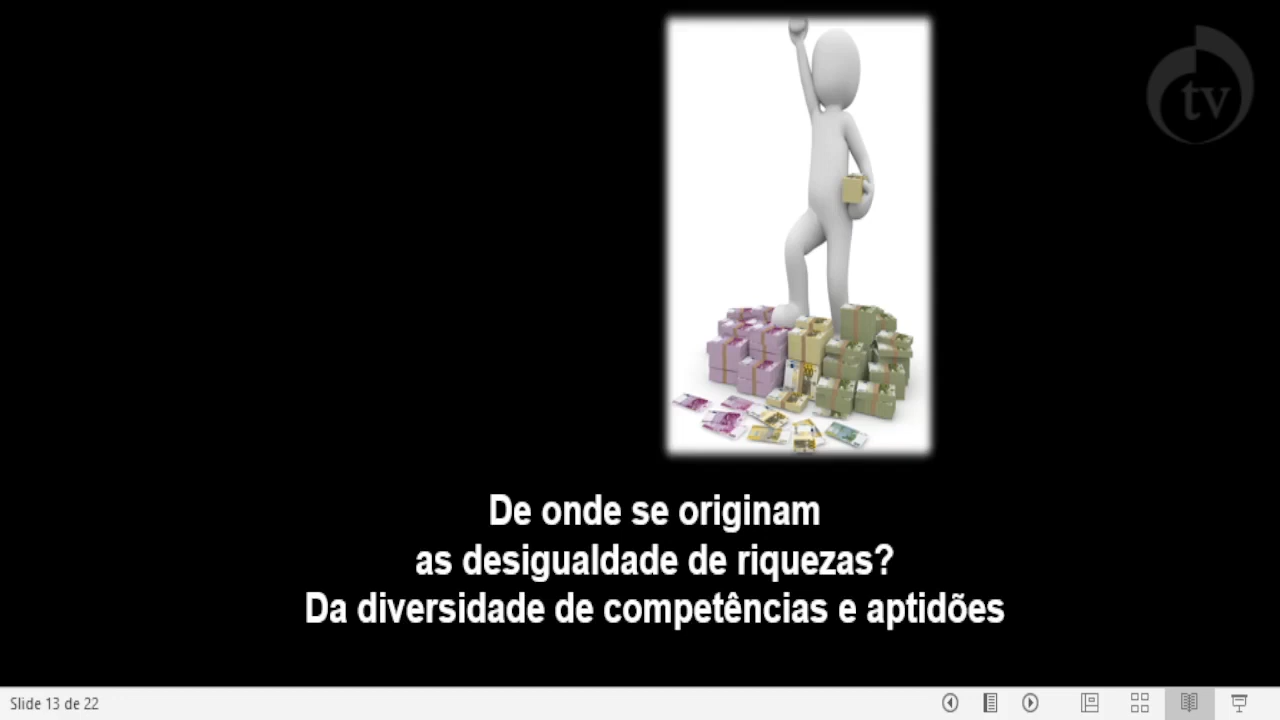 tv
De onde se originam
as desigualdade de riquezas?
Da diversidade de competências e aptidões
Slide 13 de 22